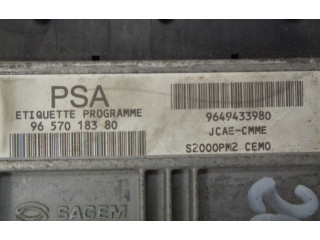 PSA
ETIQUETTE PROGRAMME
96 570 183 80
9649433980
JCAE-CMME
S2000PM2 CEMO
SAGEM